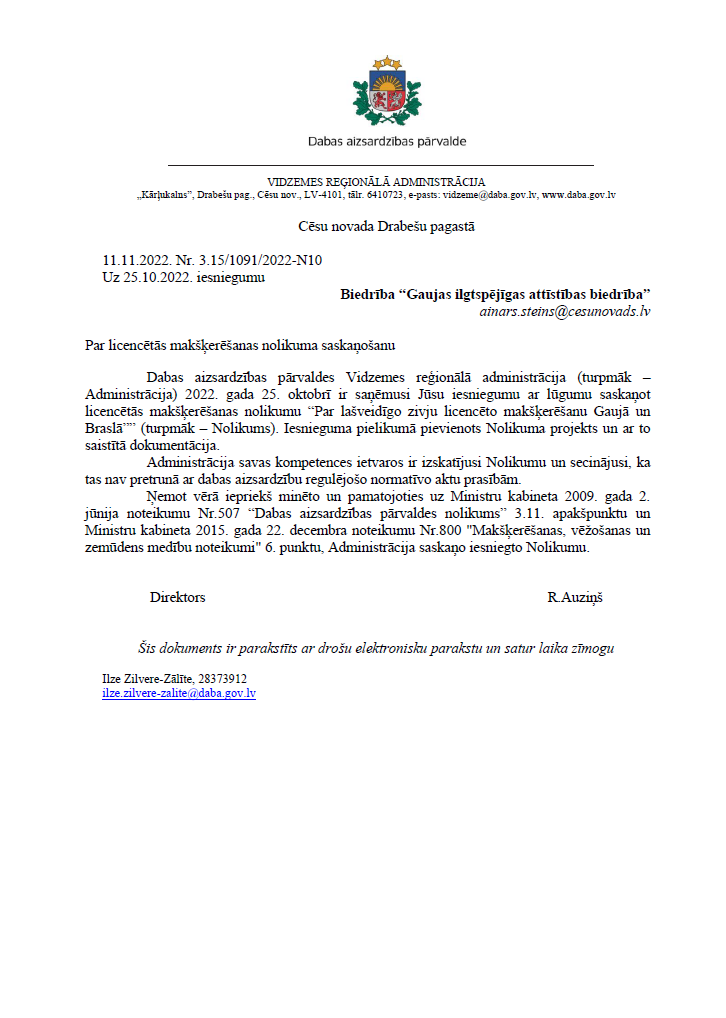 Dabas aizsardzības pārvalde
VIDZEMES REĢIONĀLĀ ADMINISTRĀCIJA
„Kārļukalns”, Drabešu pag., Cēsu nov., LV-4101, tālr. 6410723, e-pasts: vidzeme@daba.gov.lv, www.daba.gov.lv
Cēsu novada Drabešu pagastā
11.11.2022. Nr. 3.15/1091/2022-N10
Uz 25.10.2022. iesniegumu
Biedrība “Gaujas ilgtspējīgas attīstības biedrība”
ainars.steins@cesunovads.lv
Par licencētās makšķerēšanas nolikuma saskaņošanu
Dabas aizsardzības pārvaldes Vidzemes reģionālā administrācija (turpmāk –
Administrācija) 2022. gada 25. oktobrī ir saņēmusi Jūsu iesniegumu ar lūgumu saskaņot
licencētās makšķerēšanas nolikumu “Par lašveidīgo zivju licencēto makšķerēšanu Gaujā un
Braslā”” (turpmāk – Nolikums). Iesnieguma pielikumā pievienots Nolikuma projekts un ar to
saistītā dokumentācija.
Administrācija savas kompetences ietvaros ir izskatījusi Nolikumu un secinājusi, ka
tas nav pretrunā ar dabas aizsardzību regulējošo normatīvo aktu prasībām.
Ņemot vērā iepriekš minēto un pamatojoties uz Ministru kabineta 2009. gada 2.
jūnija noteikumu Nr.507 “Dabas aizsardzības pārvaldes nolikums” 3.11. apakšpunktu un
Ministru kabineta 2015. gada 22. decembra noteikumu Nr.800 "Makšķerēšanas, vēžošanas un
zemūdens medību noteikumi" 6. punktu, Administrācija saskaņo iesniegto Nolikumu.
Direktors R.Auziņš
Šis dokuments ir parakstīts ar drošu elektronisku parakstu un satur laika zīmogu
Ilze Zilvere-Zālīte, 28373912
ilze.zilvere-zalite@daba.gov.lv